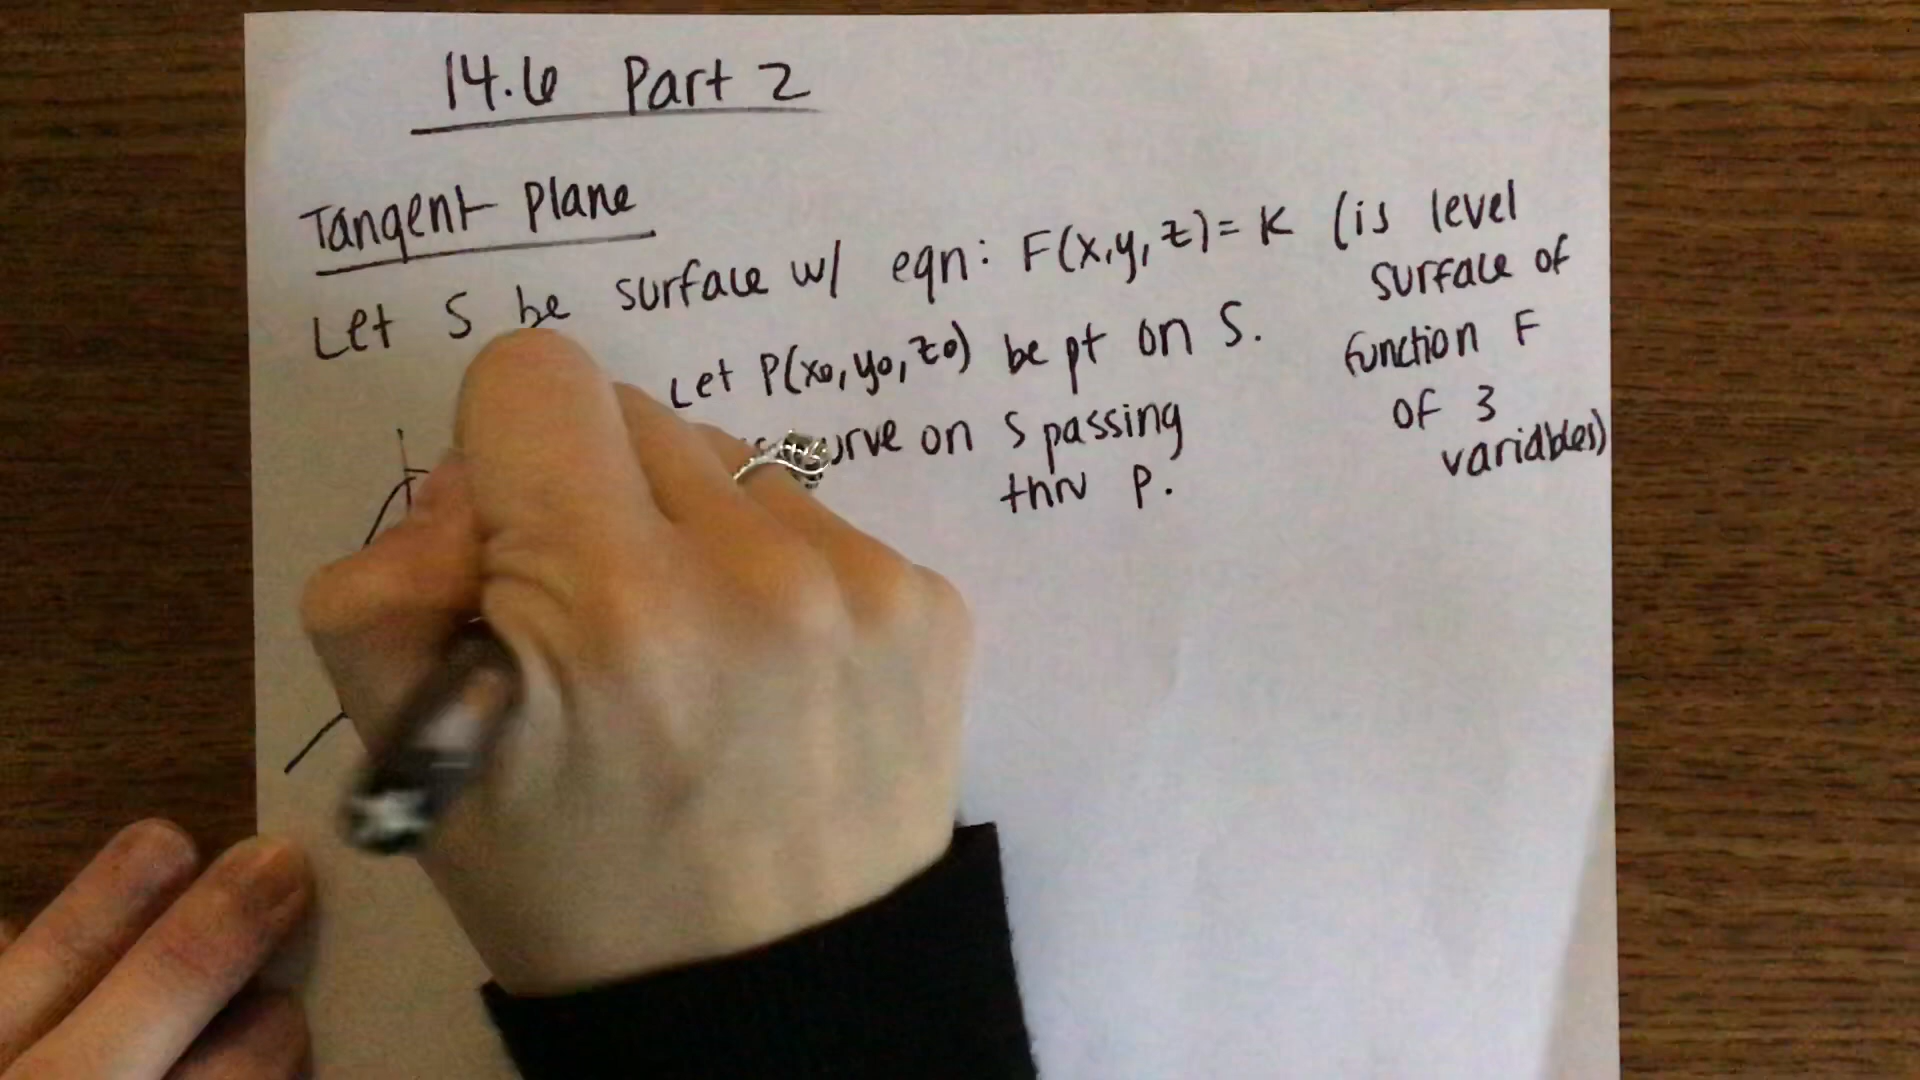 14.6 Part 2
Tangent Plane
Let S be surface w/ eqn: F(x,y,z)=K (is level
surface of
function F
of 3
variables)
Let P(x0,y0,z0) be pt on S.
curve on S passing
thru P.